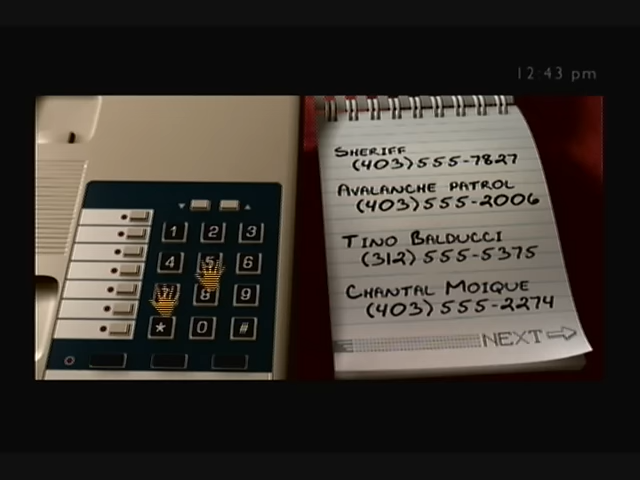 12:43 pm
1 2 3
4 5 6
7 8 9
* 0 #
SHERIFF
(403)555-7827
AVALANCHE PATROL
(403)555-2006
TINO BALDUCCI
(312) 555-5375
CHANTAL MOIQUE
(403) 555-2274
NEXT